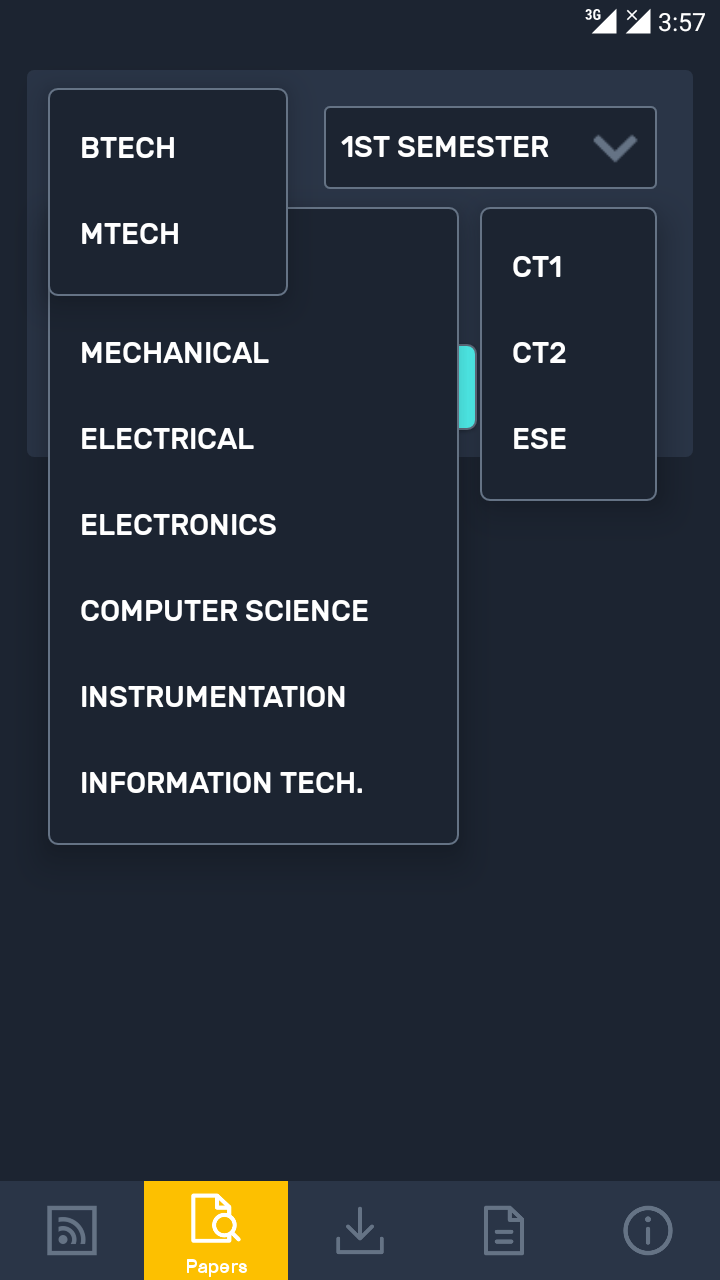 3G 3:57
BTECH
MTECH
1ST SEMESTER
MECHANICAL
ELECTRICAL
ELECTRONICS
COMPUTER SCIENCE
INSTRUMENTATION
INFORMATION TECH.
CT1
CT2
ESE
Papers